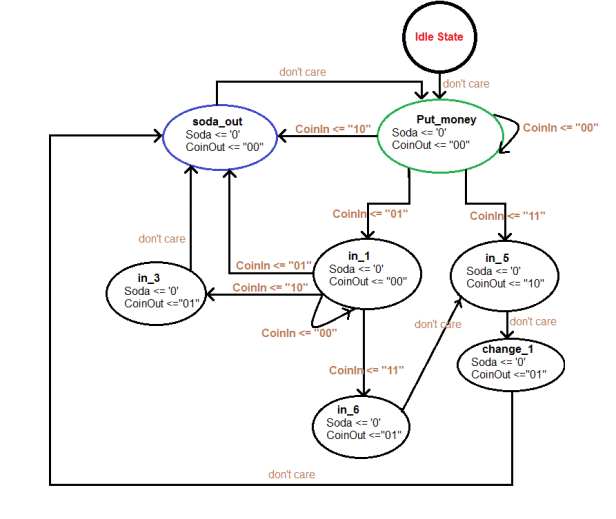 Idle State
don't care
don't care
soda_out
Soda <= '0'
CoinOut <= "00"
CoinIn <= "10"
Put_money
Soda <= '0'
CoinOut <= "00"
CoinIn <= "00"
CoinIn <= "01"
CoinIn <= "11"
don't care
in_3
Soda <= '0'
CoinOut <="01"
CoinIn <= "01"
CoinIn <= "10"
in_1
Soda <= '0'
CoinOut <= "00"
CoinIn <= "00"
in_5
Soda <= '0'
CoinOut <= "10"
don't care
don't care
change_1
Soda <= '0'
CoinOut <="01"
CoinIn <= "11"
in_6
Soda <= '0'
CoinOut <="01"
don't care